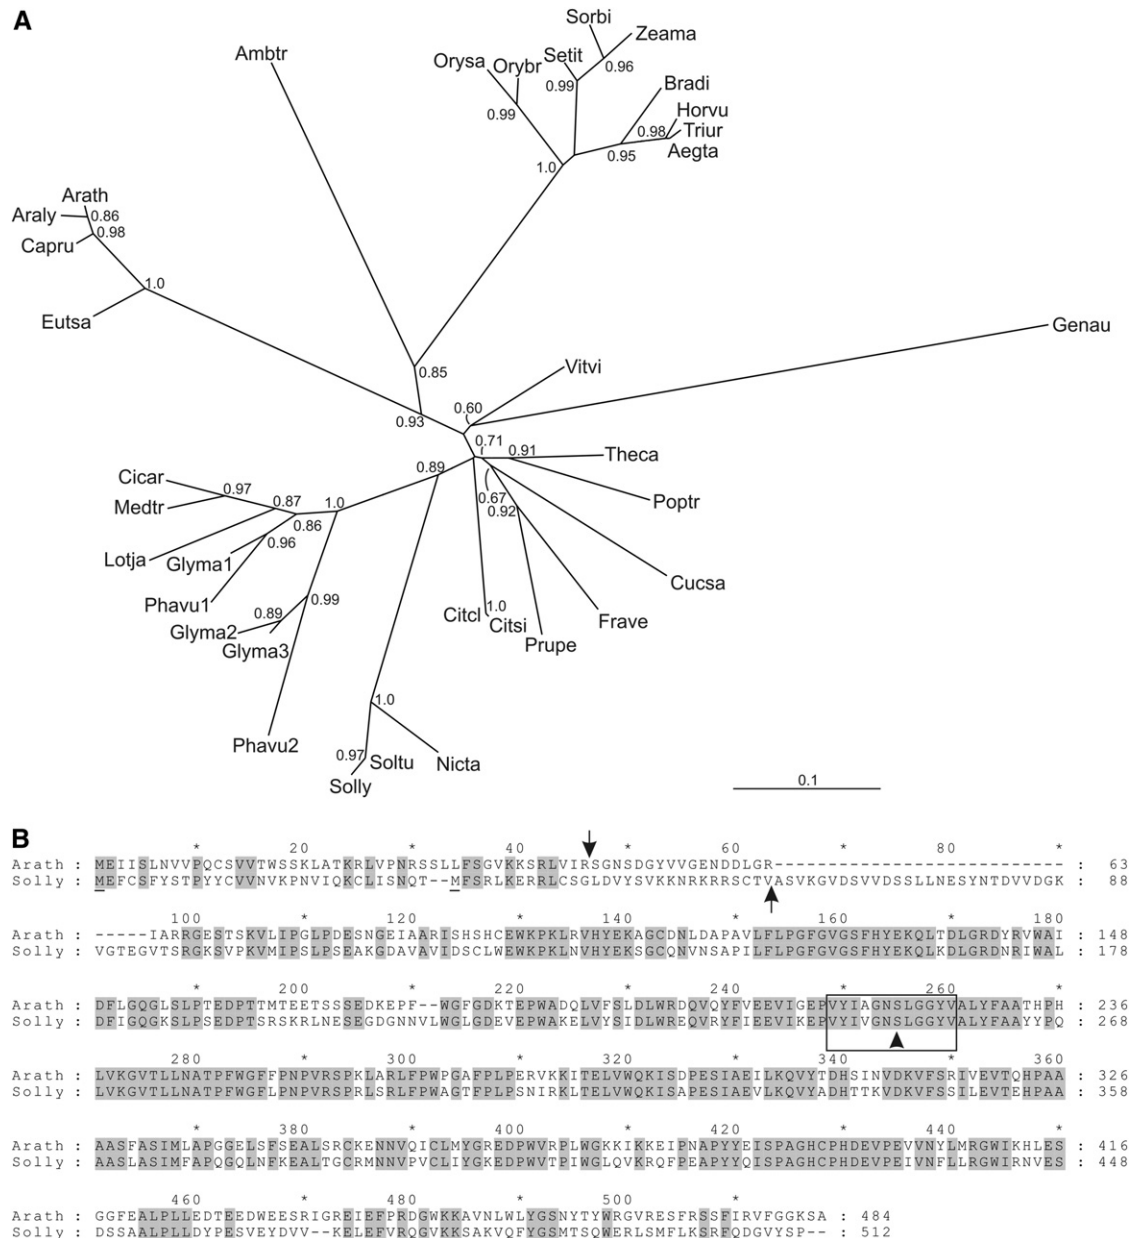 A
Ambtr
Sorbi
Zeama
Setit
Orysa
Orybr
0.96
0.99
0.99
Bradi
Horvu
0.98
Triur
Aegta
0.95
1.0
Arath
Araly
0.86
0.98
Capru
1.0
Eutsa
Genau
Vitvi
0.85
0.60
0.93
0.71
0.91
Theca
0.89
Cicar
0.97
Medtr
0.87
1.0
0.86
0.67
0.92
Poptr
Lotja
Glyma1
0.96
Cucsa
Phavu1
0.99
0.89
Glyma2
Glyma3
Citcl
1.0
Citsi
Frave
Prupe
1.0
Phavu2
0.97
Soltu
Nicta
Solly
0.1
B
* 20 * 40 * 60 * 80 *
Arath : MEIISLNVVPQCSVVTWSSKLATKRLVPNRSSLLFSGVKKSRLVIRSGNSDGYVVGENDDLGR--------------------------- : 63
Solly : MEFCSFYSTPYYCVVNVKPNVIQKCLISNQT--MFSRLKERRLCSGLDVYSVKKNRKRRSCTVASVKGVDSVVDSSLLNESYNTDVVDGK : 88
100 * 120 * 140 * 160 * 180
Arath : -----IARRGESTSKVLIPGLPDESNGEIAARISHSHCEWKPKLRVHYEKAGCDNLDAPAVLFLPGFGVGSFHYEKQLTDLGRDYRVWAI : 148
Solly : VGTEGVTSRGKSVPKVMIPSLPSEAKGDAVAVIDSCLWEWKPKLNVHYEKSGCQNVNSAPILFLPGFGVGSFHYEKQLKDLGRDNRIWAL : 178
* 200 * 220 * 240 * 260 *
Arath : DFLGQGLSLPTEDPTTMTEETSSSEDKEPF--WGFGDKTEPWADQLVFSLDLWRDQVQYFVEEVIGEPVYIAGNSLGGYVALYFAATHPH : 236
Solly : DFIGQGKSLPSEDPTSRSKRLNESEGDGNNVLWGLGDEVEPWAKELVYSIDLWREQVRYFIEEVIKEPVYIVGNSLGGYVALYFAAYYPQ : 268
280 * 300 * 320 * 340 * 360
Arath : LVKGVTLLNATPFWGFFPNPVRSPKLARLFPWPGAFPLPERVKKITELVWQKISDPESIAEILKQVYTDHSINVDKVFSRIVEVTQHPAA : 326
Solly : LVKGVTLLNATPFWGFLPNPVRSPRLSRLFPWAGTFPLPSNIRKLTELVWQKISAPESIAEVLKQVYADHTTKVDKVFSSILEVTEHPAA : 358
* 380 * 400 * 420 * 440 *
Arath : AASFASIMLAPGGELSFSEALSRCKENNVQICLMYGREDPWVRPLWGKKIKKEIPNAPYYEISPAGHCPHDEVPEVVNYLMRGWIKHLES : 416
Solly : AASLASIMFAPQGQLNFKEALTGCRMNNVPVCLIYGKEDPWVTPIWGLQVKRQFPEAPYYQISPAGHCPHDEVPEIVNFLLRGWIRNVES : 448
460 * 480 * 500 *
Arath : GGFEALPLLEDTEEDWEESRIGREIEFPRDGWKKAVNLWLYGSNYTYWRGVRESFRSSFIRVFGGKSA : 484
Solly : DSSAALPLLDYPESVEYDVV--KELEFVRQGVKKSAKVQFYGSMTSQWERLSMFLKSRFQDGVYSP-- : 512